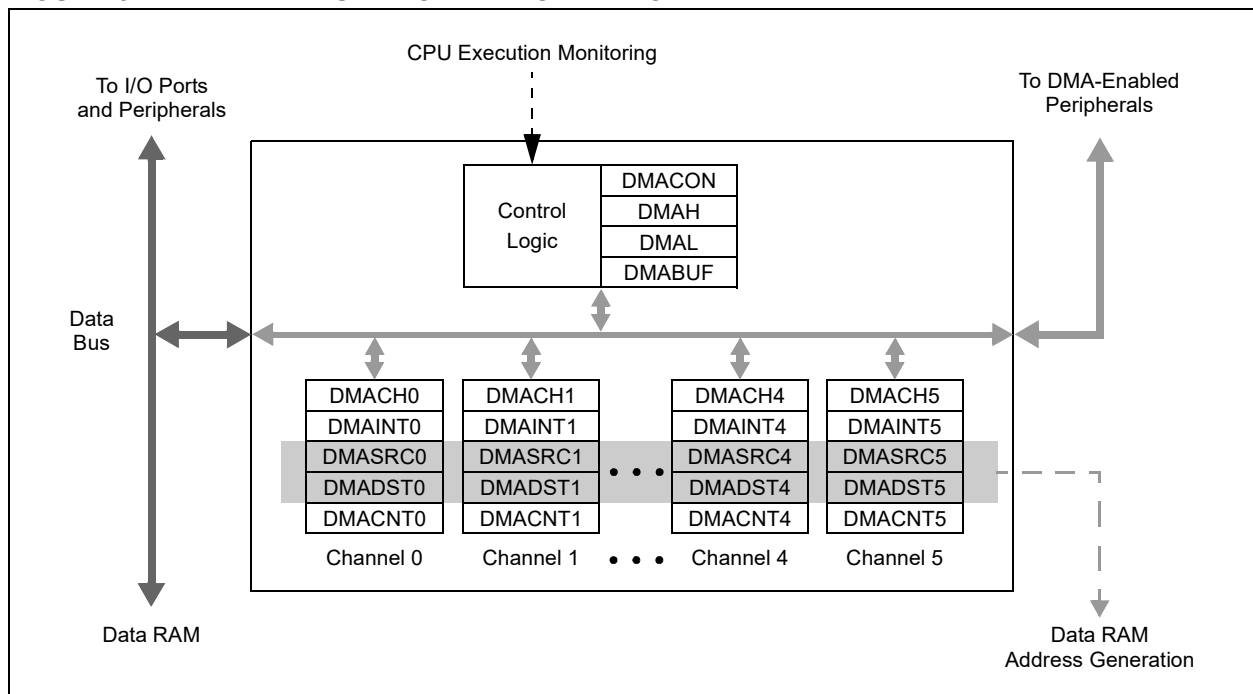 CPU Execution Monitoring
To I/O Ports
and Peripherals
To DMA-Enabled
Peripherals
Control
Logic
DMACON
DMAH
DMAL
DMABUF
Data
Bus
DMACH0
DMAINT0
DMASRC0
DMADST0
DMACNT0
Channel 0
DMACH1
DMAINT1
DMASRC1
DMADST1
DMACNT1
Channel 1
DMACH4
DMAINT4
DMASRC4
DMADST4
DMACNT4
Channel 4
DMACH5
DMAINT5
DMASRC5
DMADST5
DMACNT5
Channel 5
Data RAM
Data RAM
Address Generation